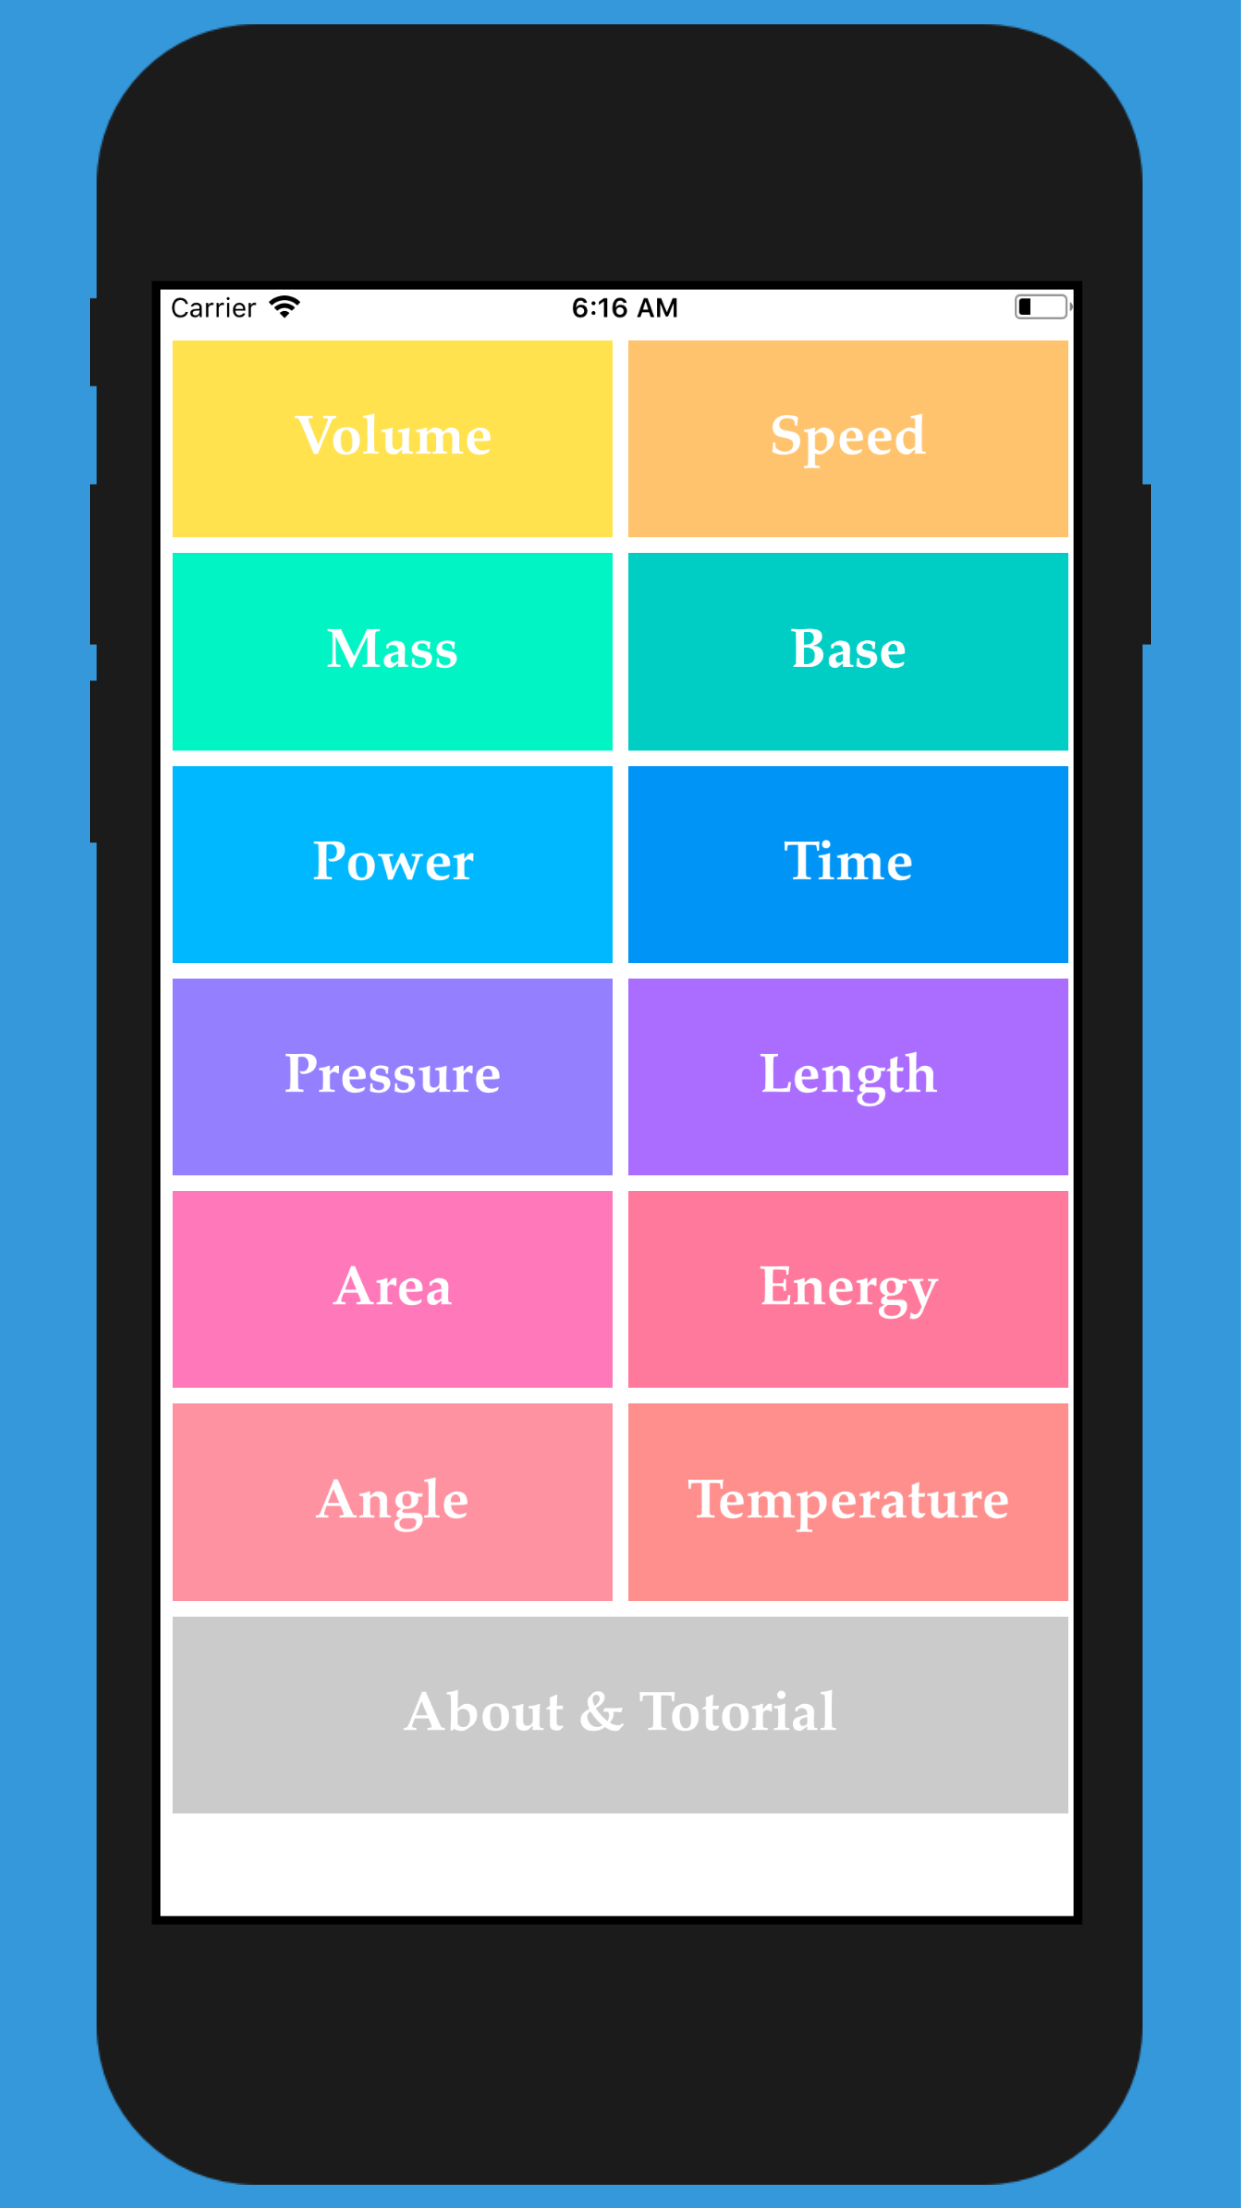 Carrier 6:16 AM
Volume Speed
Mass Base
Power Time
Pressure Length
Area Energy
Angle Temperature
About & Totorial